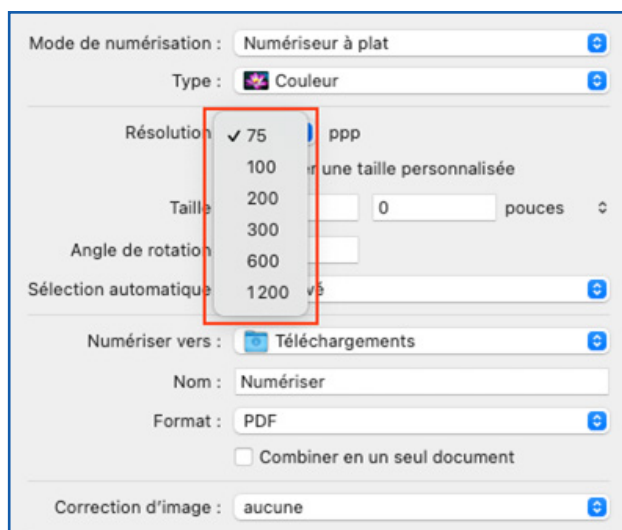 Mode de numérisation : Numériseur à plat
Type : Couleur
Résolution ✓ 75 ppp
100 une taille personnalisée
200
Taille 0 pouces
300
Angle de rotation
600
Sélection automatique 1 200
Numériser vers : Téléchargements
Nom : Numériser
Format : PDF
Combiner en un seul document
Correction d'image : aucune